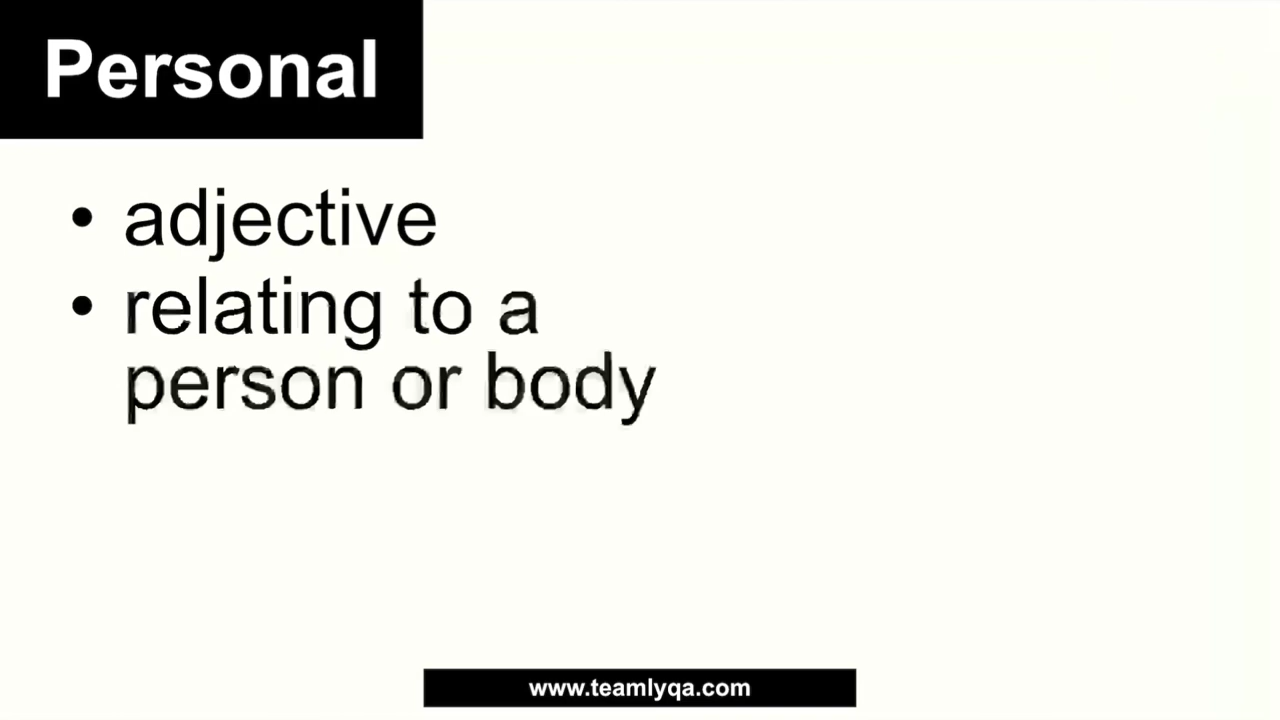 Personal
• adjective
• relating to a
person or body
www.teamlyqa.com